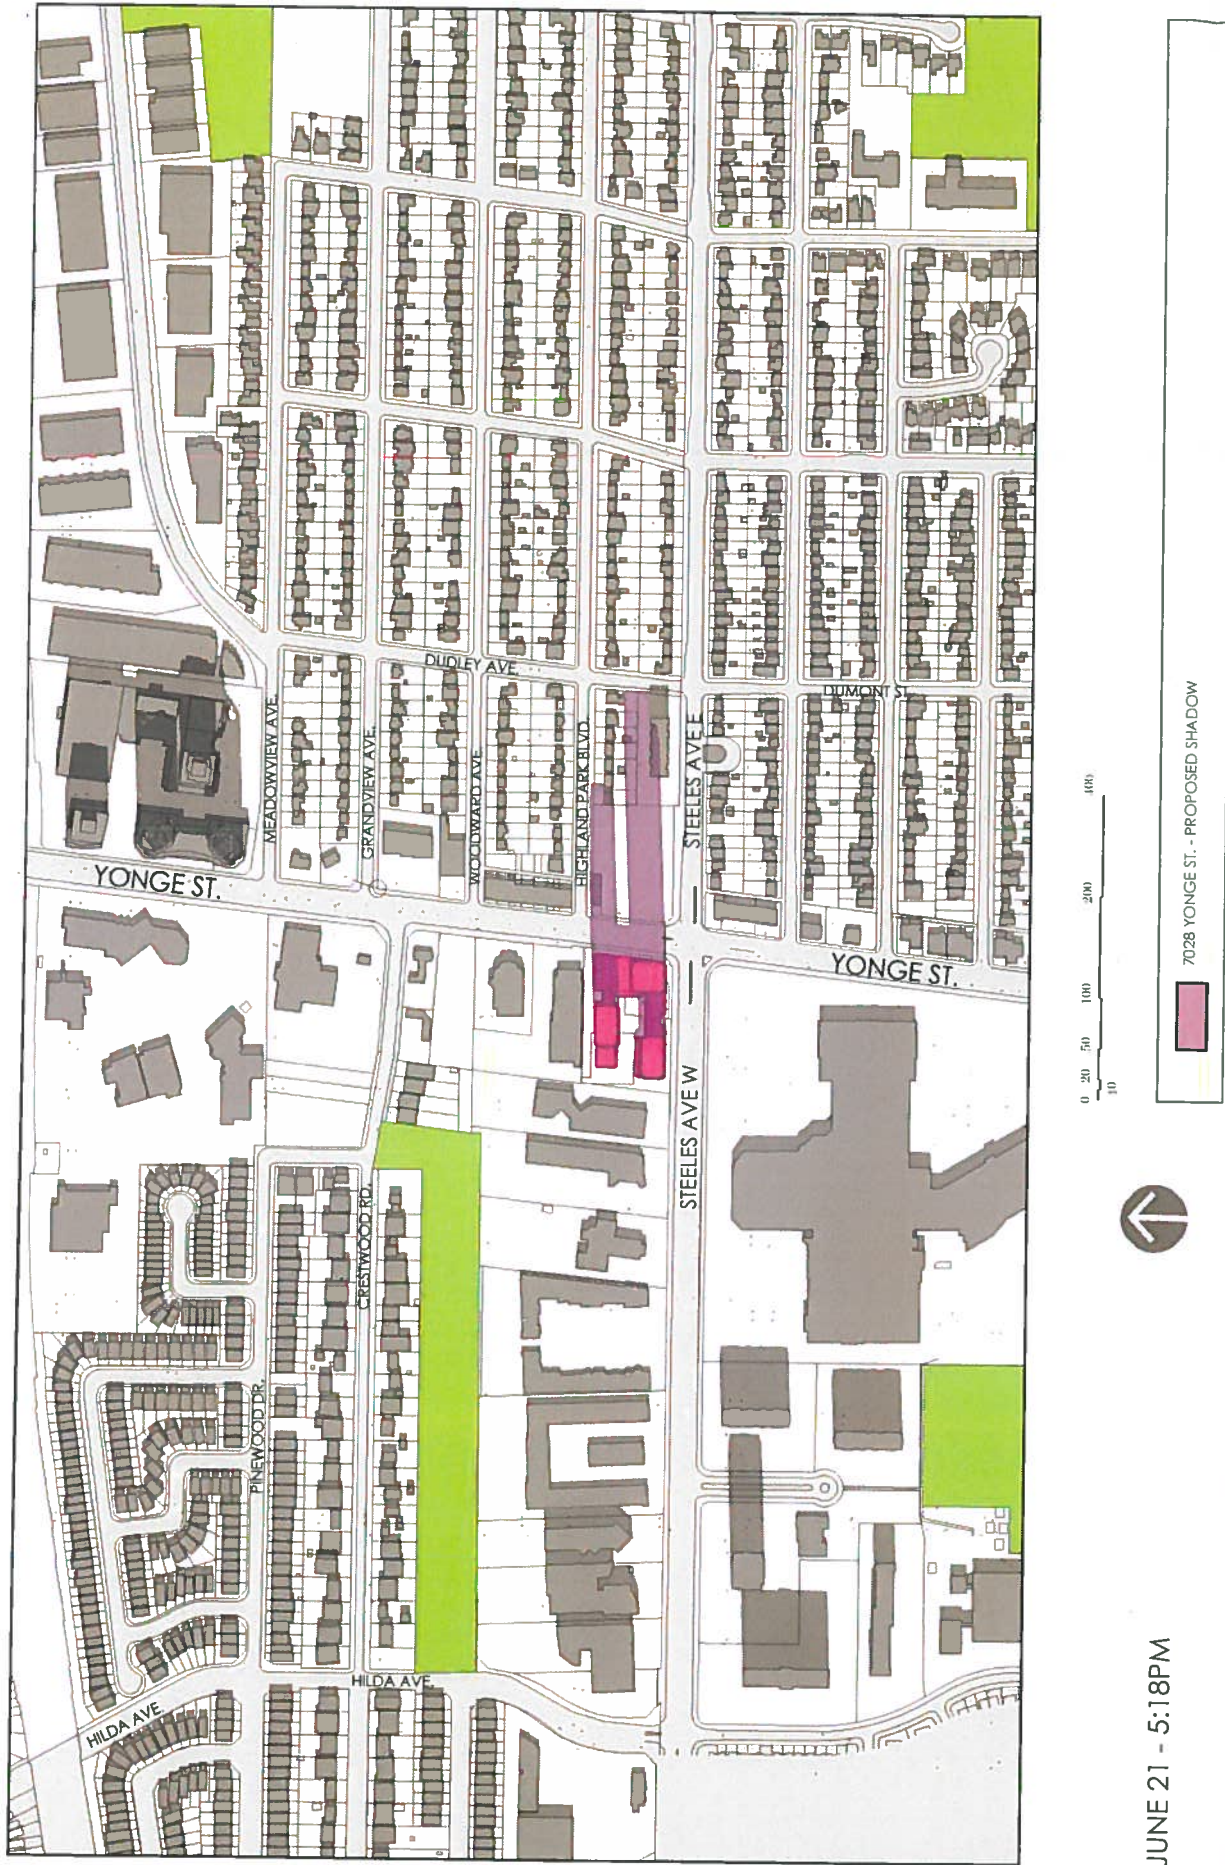 MEADOWVIEW AVE.
GRANDVIEW AVE.
DUDLEY AVE.
WOODWARD AVE.
HIGHLAND PARK BLVD.
STEELES AVE E
DUMONT ST.
YONGE ST.
YONGE ST.
STEELES AVE W
CRESTWOOD RD.
PINEWOOD DR.
HILDA AVE.
HILDA AVE.
0 20 50 100 200 400
10
7028 YONGE ST. - PROPOSED SHADOW
JUNE 21 - 5:18PM